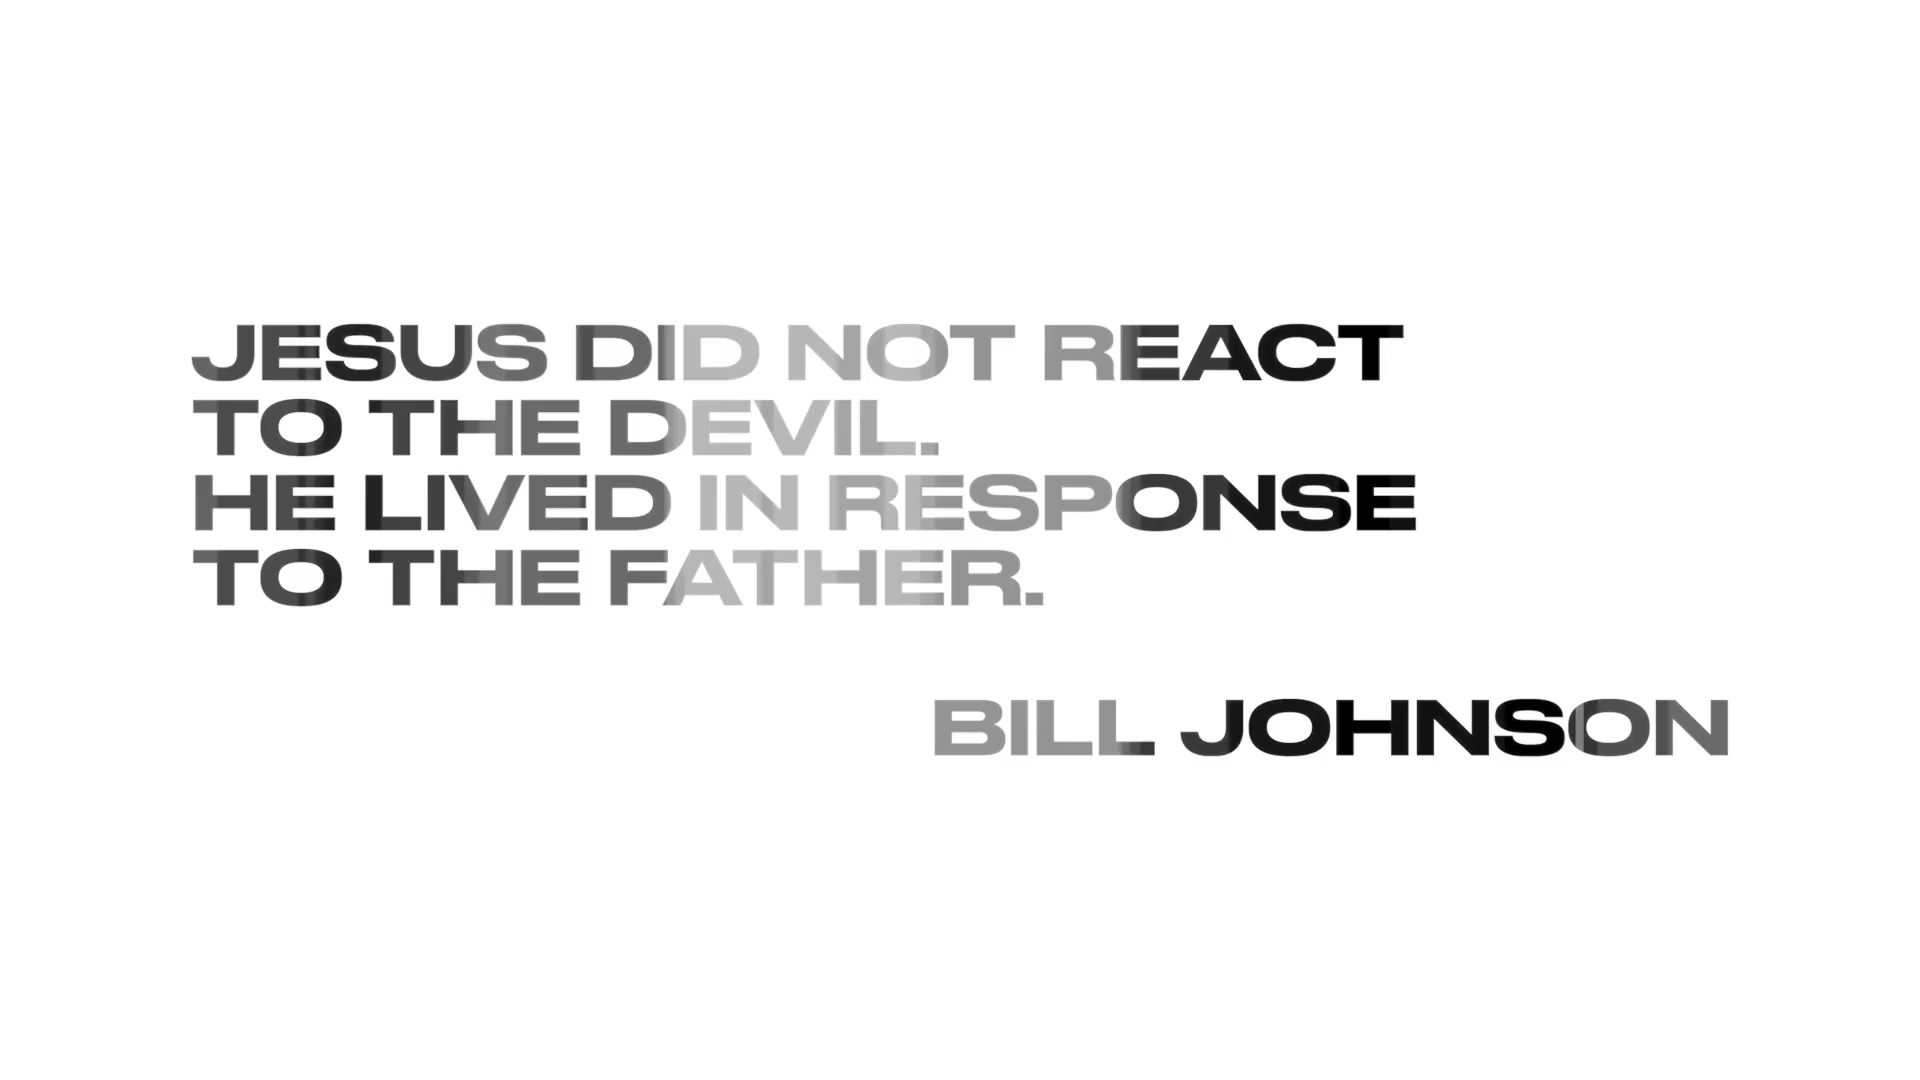 JESUS DID NOT REACT
TO THE DEVIL.
HE LIVED IN RESPONSE
TO THE FATHER.
BILL JOHNSON